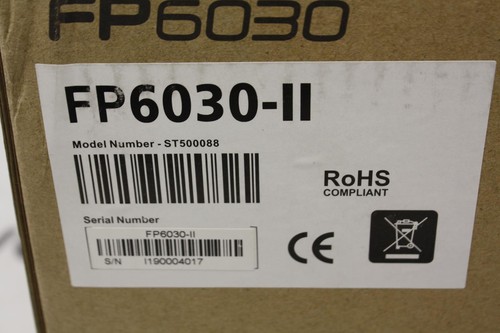 FP6030
FP6030-II
Model Number - ST500088
RoHS
COMPLIANT
Serial Number
FP6030-II
S/N I190004017
CE